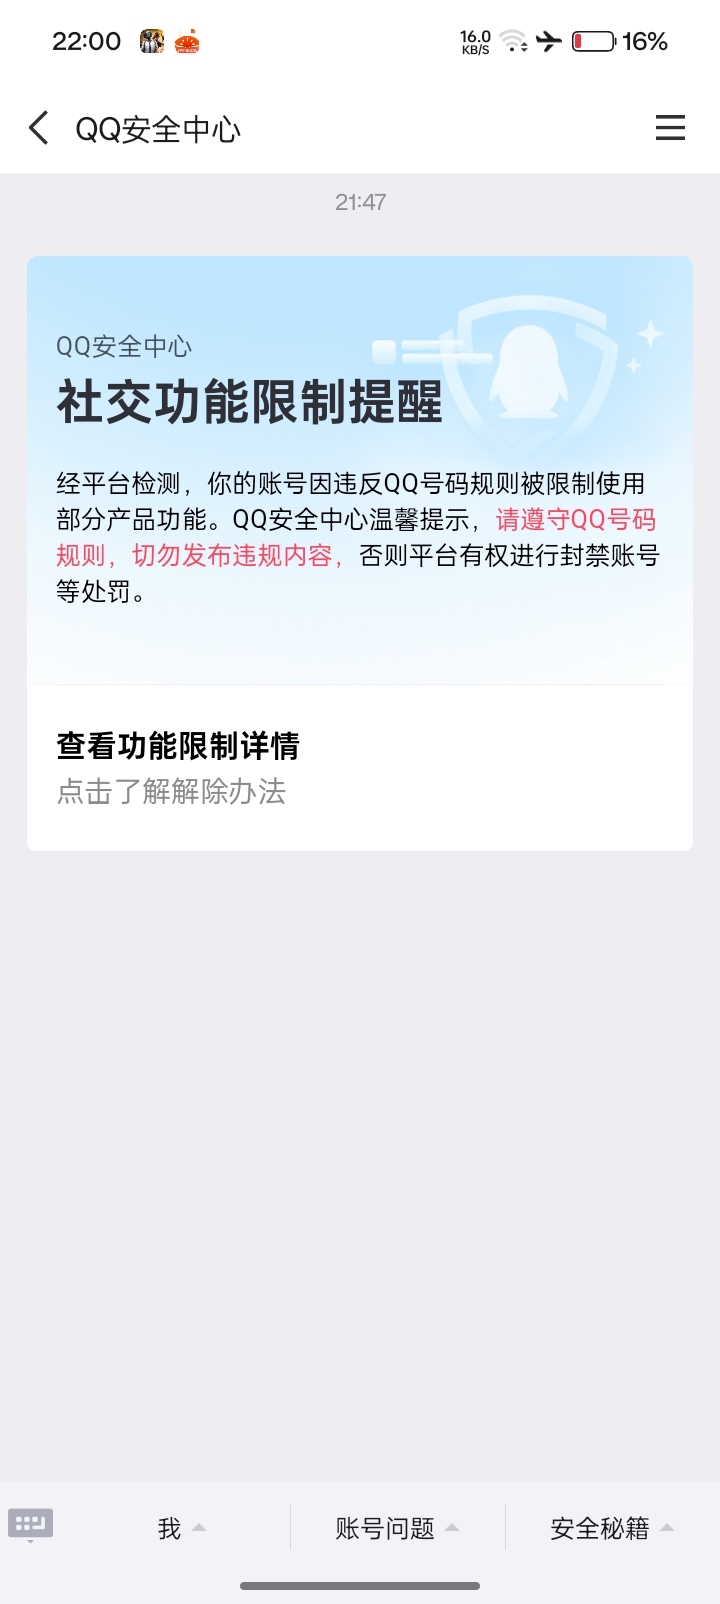 22:00
16.0
KB/S
16%
QQ安全中心
21:47
QQ安全中心
社交功能限制提醒
经平台检测，你的账号因违反QQ号码规则被限制使用
部分产品功能。QQ安全中心温馨提示，请遵守QQ号码
规则，切勿发布违规内容，否则平台有权进行封禁账号
等处罚。
查看功能限制详情
点击了解解除办法
我
账号问题
安全秘籍